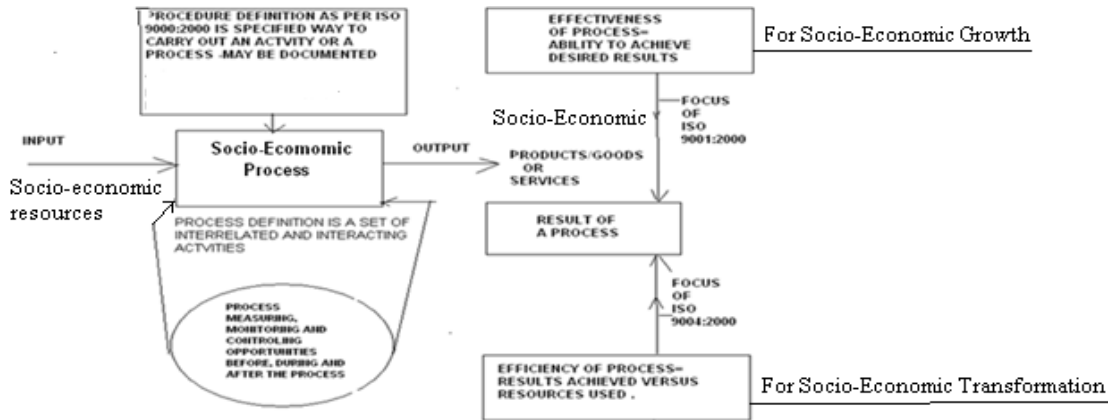 PROCEDURE DEFINITION AS PER ISO
9000:2000 IS SPECIFIED WAY TO
CARRY OUT AN ACTVITY OR A
PROCESS -MAY BE DOCUMENTED
EFFECTIVENESS
OF PROCESS=
ABILITY TO ACHIEVE
DESIRED RESULTS
For Socio-Economic Growth
FOCUS
OF
ISO
9001:2000
Socio-Economic
INPUT
Socio-economic
resources
Socio-Ecomomic
Process
OUTPUT
PRODUCTS/GOODS
OR
SERVICES
PROCESS DEFINITION IS A SET OF
INTERRELATED AND INTERACTING
ACTVITIES
RESULT OF
A PROCESS
FOCUS
OF
ISO
9004:2000
PROCESS
MEASURING,
MONITORING AND
CONTROLING
OPPORTUNITIES
BEFORE, DURING AND
AFTER THE PROCESS
EFFICIENCY OF PROCESS=
RESULTS ACHIEVED VERSUS
RESOURCES USED .
For Socio-Economic Transformation